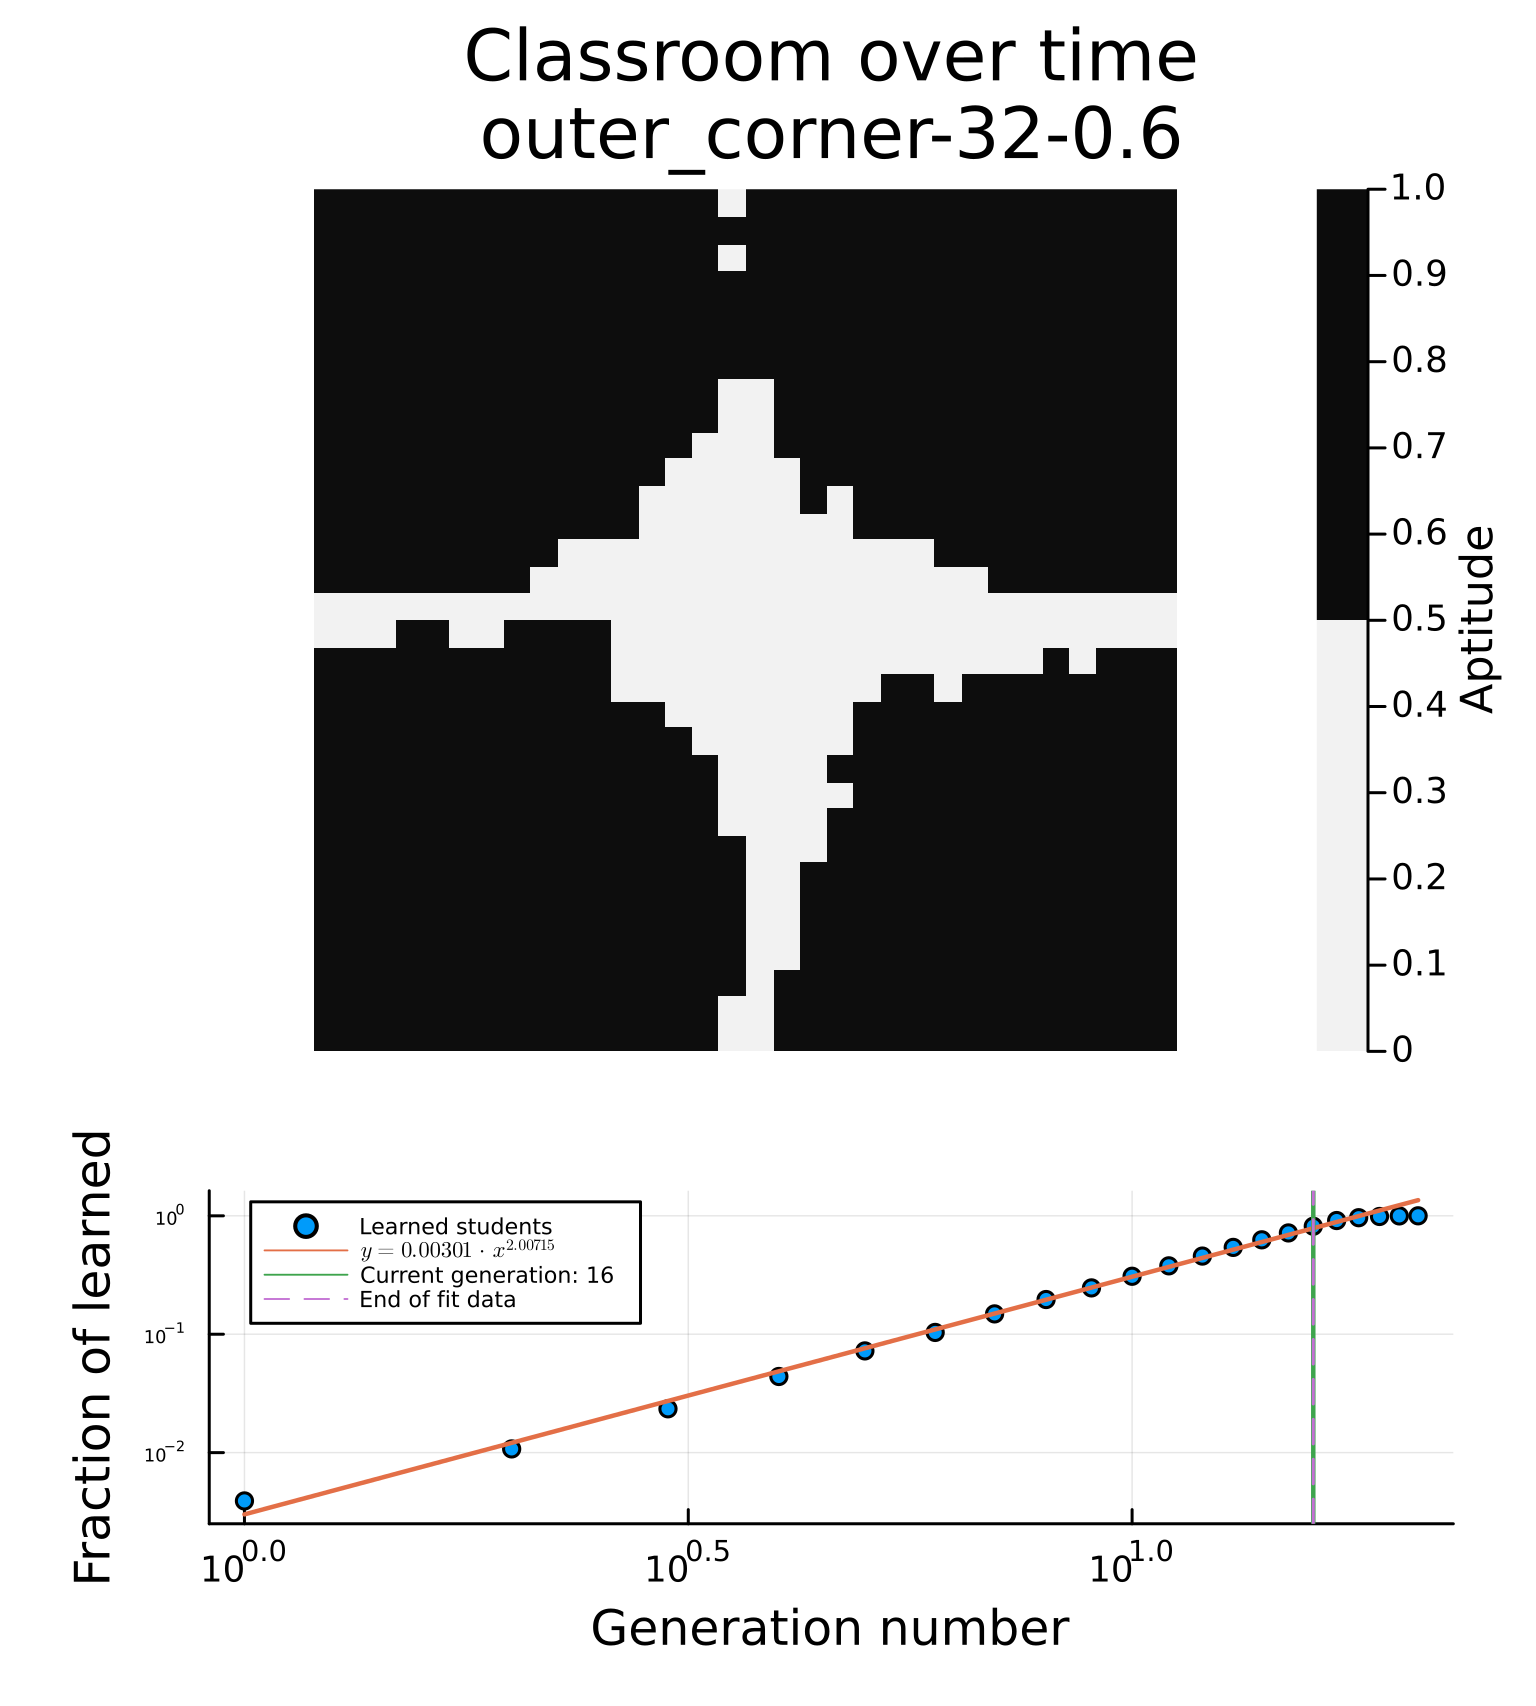 Classroom over time
outer_corner-32-0.6
1.0
0.9
0.8
0.7
0.6
0.5
0.4
0.3
0.2
0.1
0
Aptitude
Fraction of learned
10⁰
10⁻¹
10⁻²
Learned students
y = 0.00301 · x^2.00715
Current generation: 16
End of fit data
10^0.0
10^0.5
10^1.0
Generation number